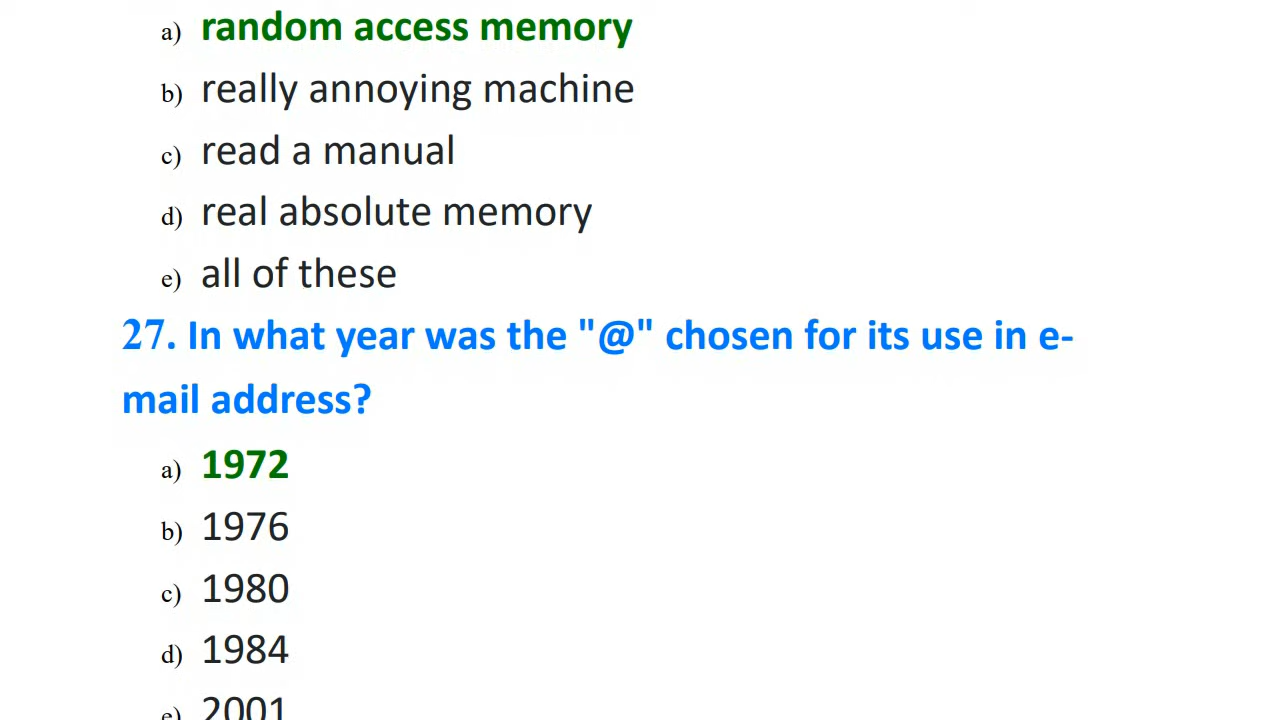 a) random access memory
b) really annoying machine
c) read a manual
d) real absolute memory
e) all of these
27. In what year was the "@" chosen for its use in e-
mail address?
a) 1972
b) 1976
c) 1980
d) 1984
e) 2001